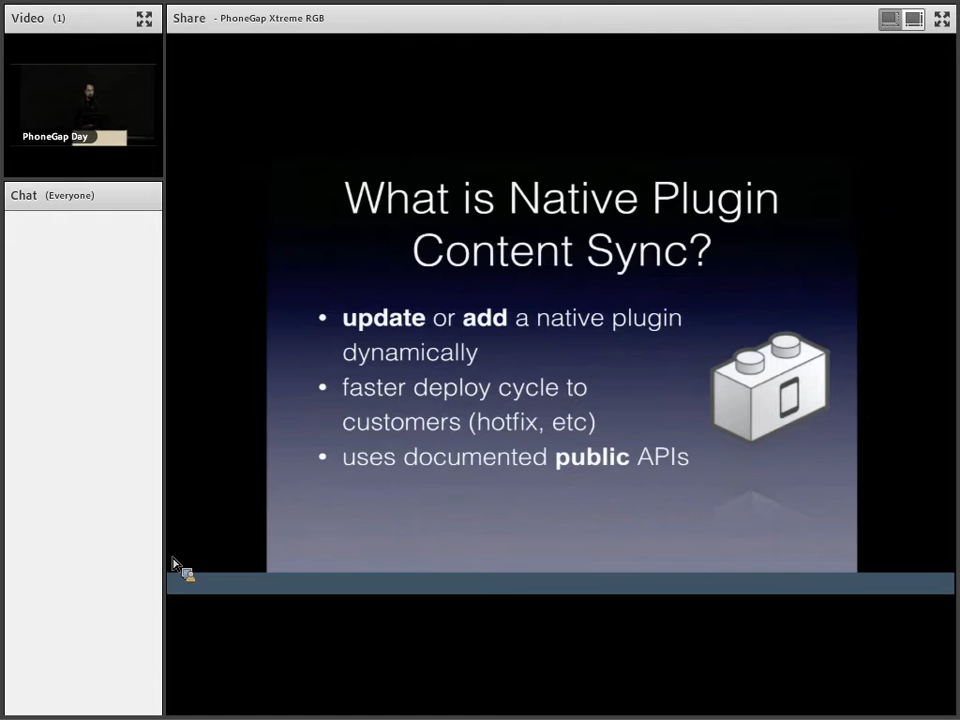 Video (1)
Share - PhoneGap Xtreme RGB
PhoneGap Day
Chat (Everyone)
What is Native Plugin
Content Sync?
• update or add a native plugin
dynamically
• faster deploy cycle to
customers (hotfix, etc)
• uses documented public APIs